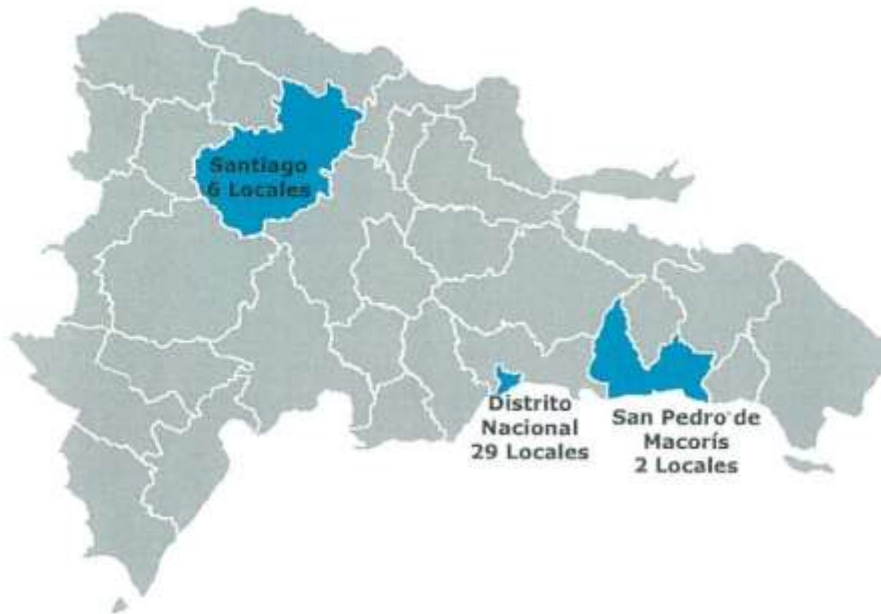 Santiago
6 Locales
Distrito
Nacional
29 Locales
San Pedro de
Macorís
2 Locales